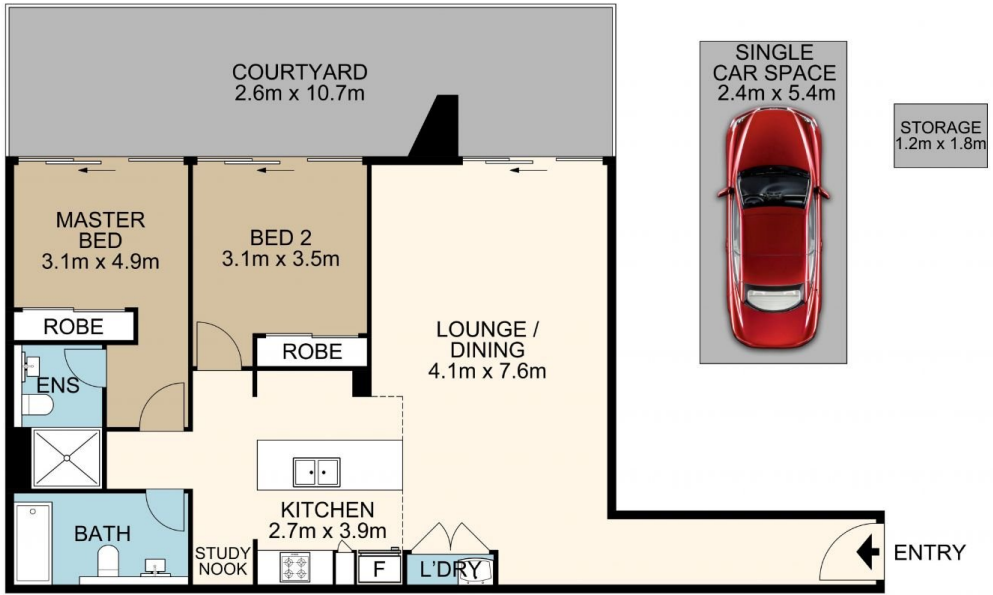 COURTYARD
2.6m x 10.7m
SINGLE
CAR SPACE
2.4m x 5.4m
STORAGE
1.2m x 1.8m
MASTER
BED
3.1m x 4.9m
BED 2
3.1m x 3.5m
ROBE
ROBE
LOUNGE /
DINING
4.1m x 7.6m
ENS
KITCHEN
2.7m x 3.9m
BATH
STUDY
NOOK
F
L'DRY
ENTRY